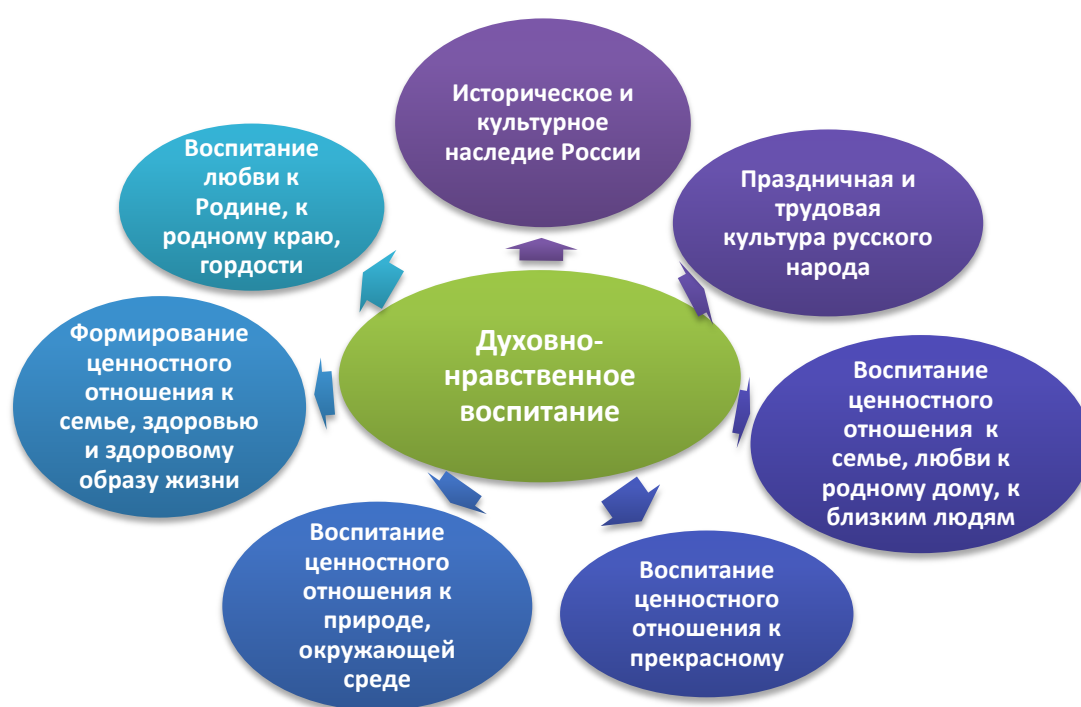 Историческое и
культурное
наследие России
Праздничная и
трудовая
культура русского
народа
Воспитание
ценностного
отношения к
семье, любви к
родному дому, к
близким людям
Воспитание
ценностного
отношения к
прекрасному
Воспитание
ценностного
отношения к
природе,
окружающей
среде
Формирование
ценностного
отношения к
семье, здоровью
и здоровому
образу жизни
Воспитание
любви к
Родине, к
родному краю,
гордости
Духовно-
нравственное
воспитание